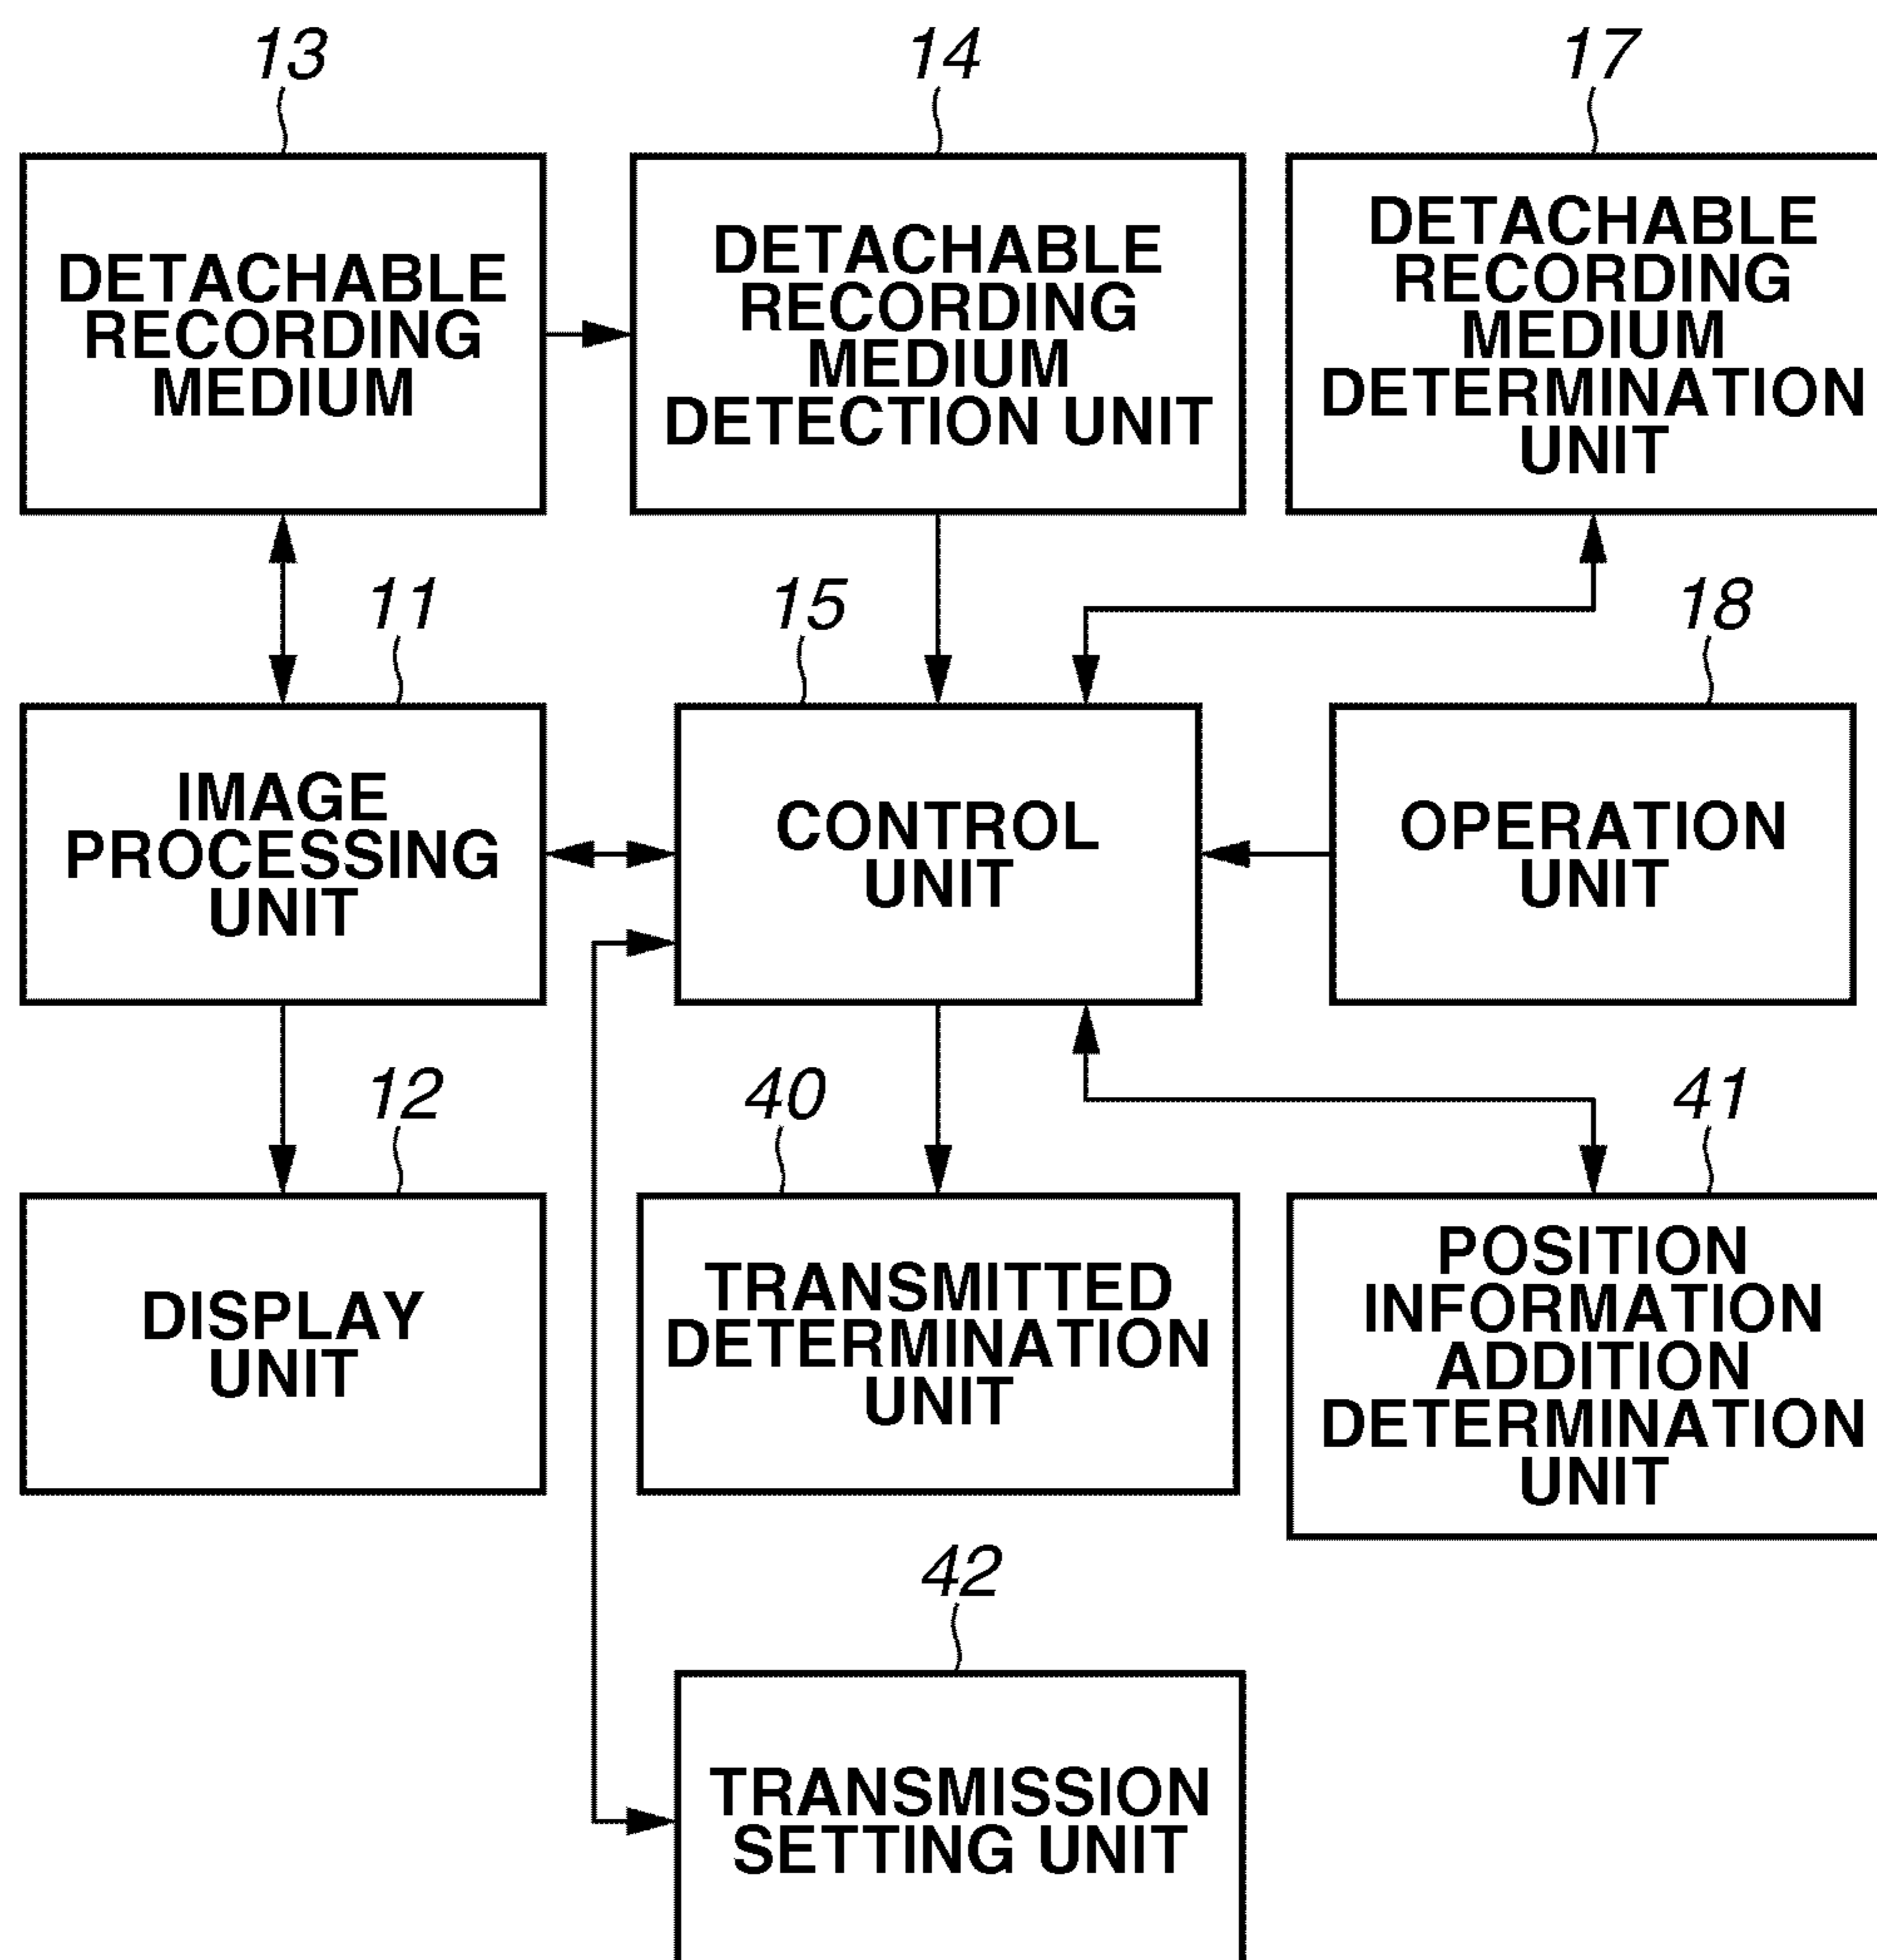 13
DETACHABLE
RECORDING
MEDIUM
14
DETACHABLE
RECORDING
MEDIUM
DETECTION UNIT
17
DETACHABLE
RECORDING
MEDIUM
DETERMINATION
UNIT
11
IMAGE
PROCESSING
UNIT
15
CONTROL
UNIT
18
OPERATION
UNIT
12
DISPLAY
UNIT
40
TRANSMITTED
DETERMINATION
UNIT
41
POSITION
INFORMATION
ADDITION
DETERMINATION
UNIT
42
TRANSMISSION
SETTING UNIT